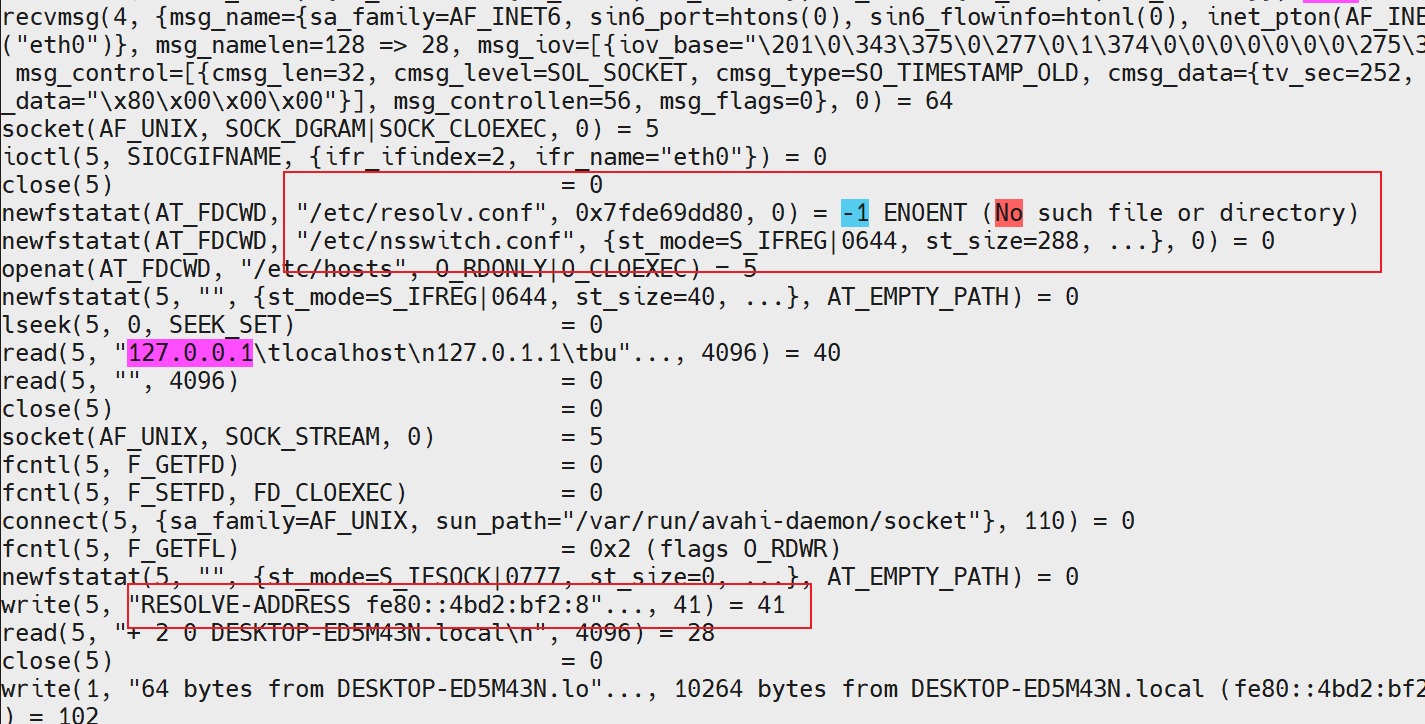 recvmsg(4, {msg_name={sa_family=AF_INET6, sin6_port=htons(0), sin6_flowinfo=htonl(0), inet_pton(AF_INE
("eth0")}, msg_namelen=128 => 28, msg_iov=[{iov_base="\201\0\343\375\0\277\0\1\374\0\0\0\0\0\0\0\275\3
msg_control=[{cmsg_len=32, cmsg_level=SOL_SOCKET, cmsg_type=SO_TIMESTAMP_OLD, cmsg_data={tv_sec=252,
_data="\x80\x00\x00\x00"}], msg_controllen=56, msg_flags=0}, 0) = 64
socket(AF_UNIX, SOCK_DGRAM|SOCK_CLOEXEC, 0) = 5
ioctl(5, SIOCGIFNAME, {ifr_ifindex=2, ifr_name="eth0"}) = 0
close(5)                                = 0
newfstatat(AT_FDCWD, "/etc/resolv.conf", 0x7fde69dd80, 0) = -1 ENOENT (No such file or directory)
newfstatat(AT_FDCWD, "/etc/nsswitch.conf", {st_mode=S_IFREG|0644, st_size=288, ...}, 0) = 0
openat(AT_FDCWD, "/etc/hosts", O_RDONLY|O_CLOEXEC) = 5
newfstatat(5, "", {st_mode=S_IFREG|0644, st_size=40, ...}, AT_EMPTY_PATH) = 0
lseek(5, 0, SEEK_SET)                   = 0
read(5, "127.0.0.1\tlocalhost\n127.0.1.1\tbu"..., 4096) = 40
read(5, "", 4096)                       = 0
close(5)                                = 0
socket(AF_UNIX, SOCK_STREAM, 0)         = 5
fcntl(5, F_GETFD)                       = 0
fcntl(5, F_SETFD, FD_CLOEXEC)           = 0
connect(5, {sa_family=AF_UNIX, sun_path="/var/run/avahi-daemon/socket"}, 110) = 0
fcntl(5, F_GETFL)                       = 0x2 (flags O_RDWR)
newfstatat(5, "", {st_mode=S_IFSOCK|0777, st_size=0, ...}, AT_EMPTY_PATH) = 0
write(5, "RESOLVE-ADDRESS fe80::4bd2:bf2:8"..., 41) = 41
read(5, "+ 2 0 DESKTOP-ED5M43N.local\n", 4096) = 28
close(5)                                = 0
write(1, "64 bytes from DESKTOP-ED5M43N.lo"..., 10264 bytes from DESKTOP-ED5M43N.local (fe80::4bd2:bf2
) = 102